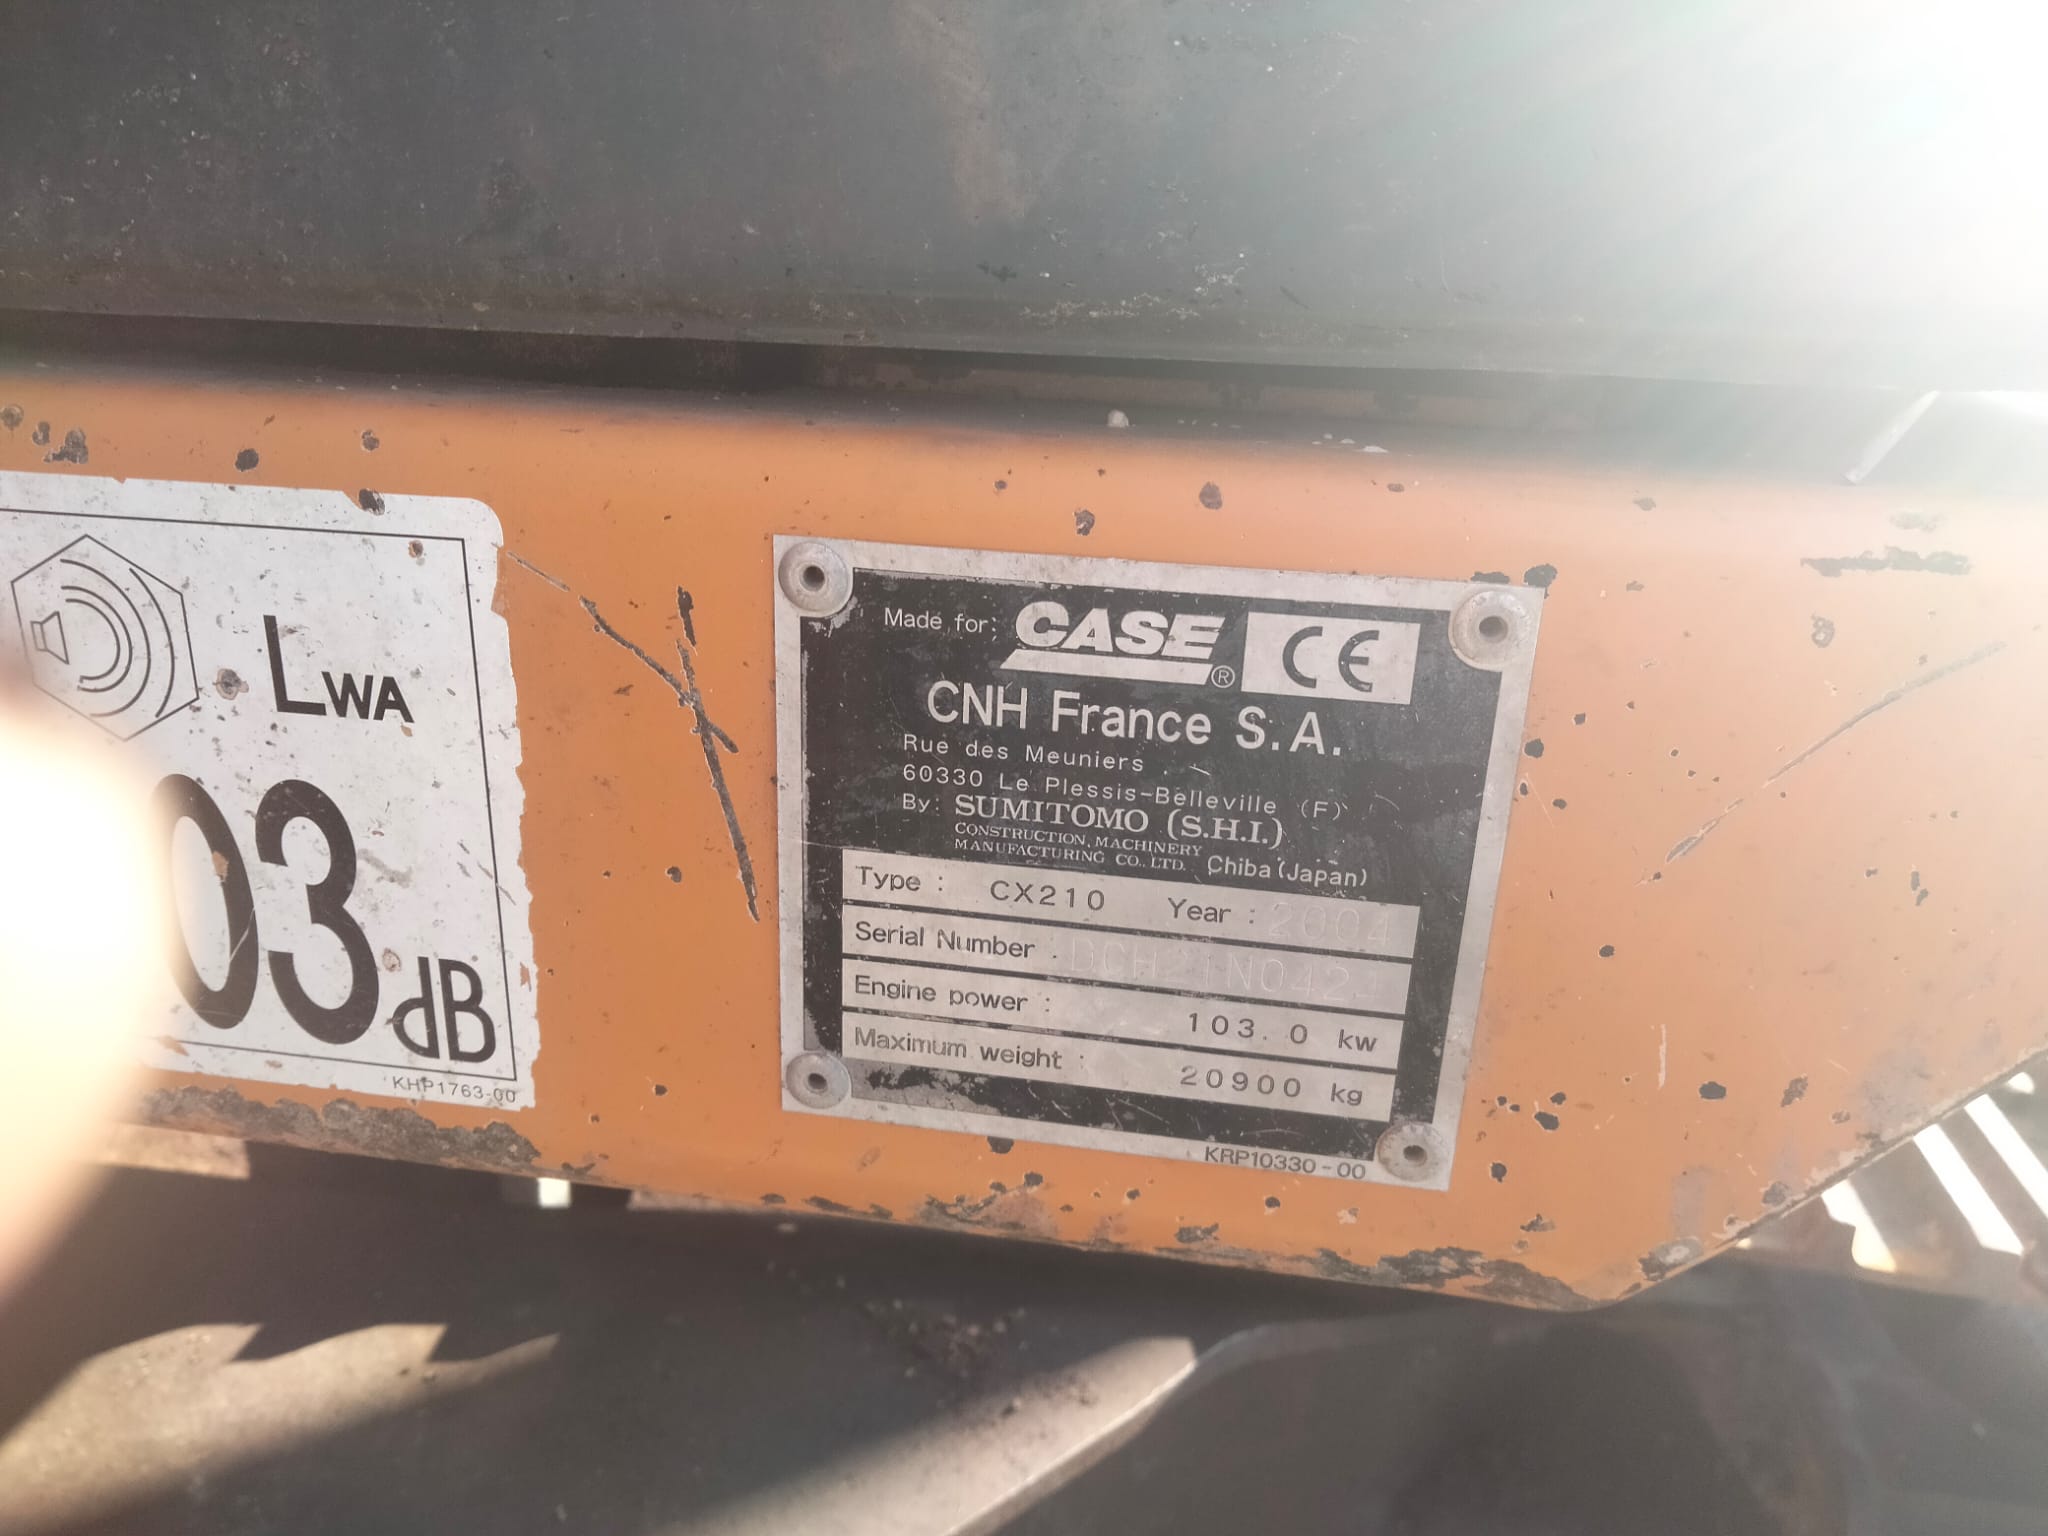 LWA
03 dB
KHP1763-00
Made for: CASE ® CE
CNH France S.A.
Rue des Meuniers
60330 Le Plessis-Belleville (F)
By: SUMITOMO (S.H.I.)
CONSTRUCTION, MACHINERY
MANUFACTURING CO., LTD. Chiba (Japan)
Type : CX210 Year : 2004
Serial Number :
Engine power : 103.0 kw
Maximum weight : 20900 kg
KRP10330-00